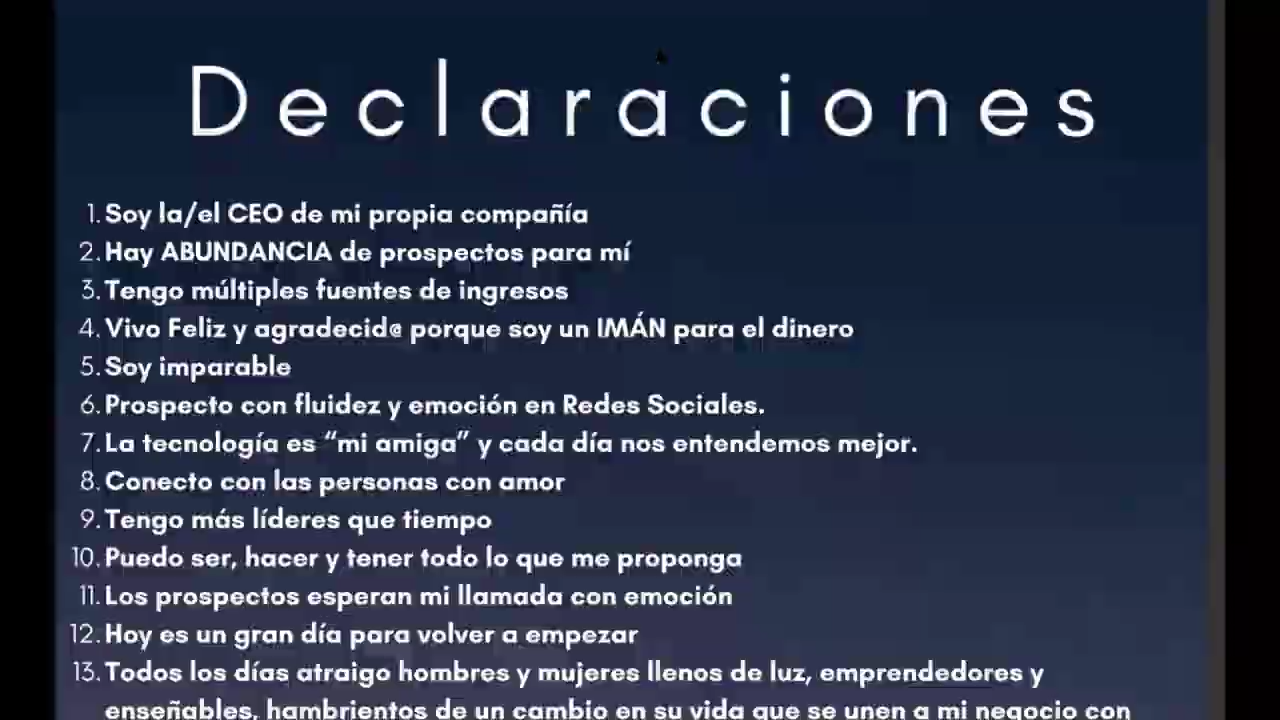 Declaraciones
1. Soy la/el CEO de mi propia compañía
2. Hay ABUNDANCIA de prospectos para mí
3. Tengo múltiples fuentes de ingresos
4. Vivo Feliz y agradecid@ porque soy un IMÁN para el dinero
5. Soy imparable
6. Prospecto con fluidez y emoción en Redes Sociales.
7. La tecnología es “mi amiga” y cada día nos entendemos mejor.
8. Conecto con las personas con amor
9. Tengo más líderes que tiempo
10. Puedo ser, hacer y tener todo lo que me proponga
11. Los prospectos esperan mi llamada con emoción
12. Hoy es un gran día para volver a empezar
13. Todos los días atraigo hombres y mujeres llenos de luz, emprendedores y
enseñables, hambrientos de un cambio en su vida que se unen a mi negocio con